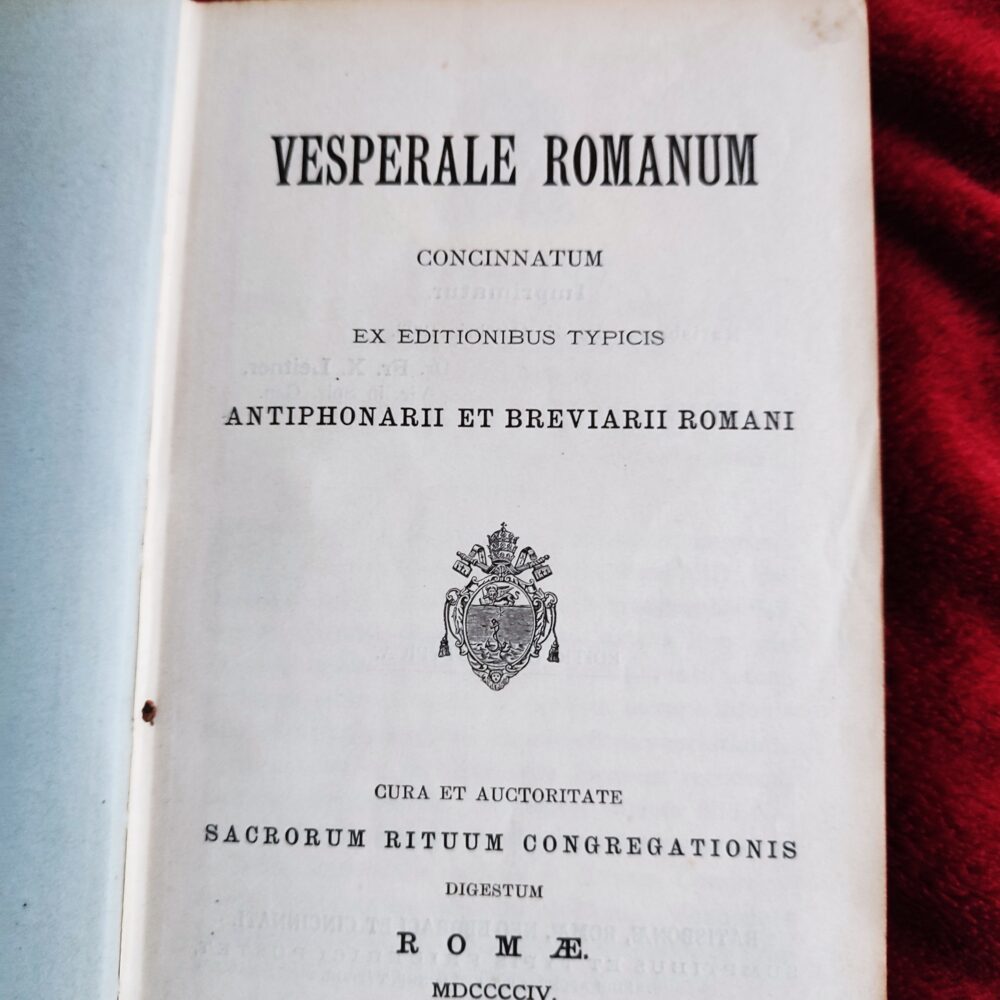 VESPERALE ROMANUM
CONCINNATUM
EX EDITIONIBUS TYPICIS
ANTIPHONARII ET BREVIARII ROMANI
CURA ET AUCTORITATE
SACRORUM RITUUM CONGREGATIONIS
DIGESTUM
ROMÆ.
MDCCCCIV.